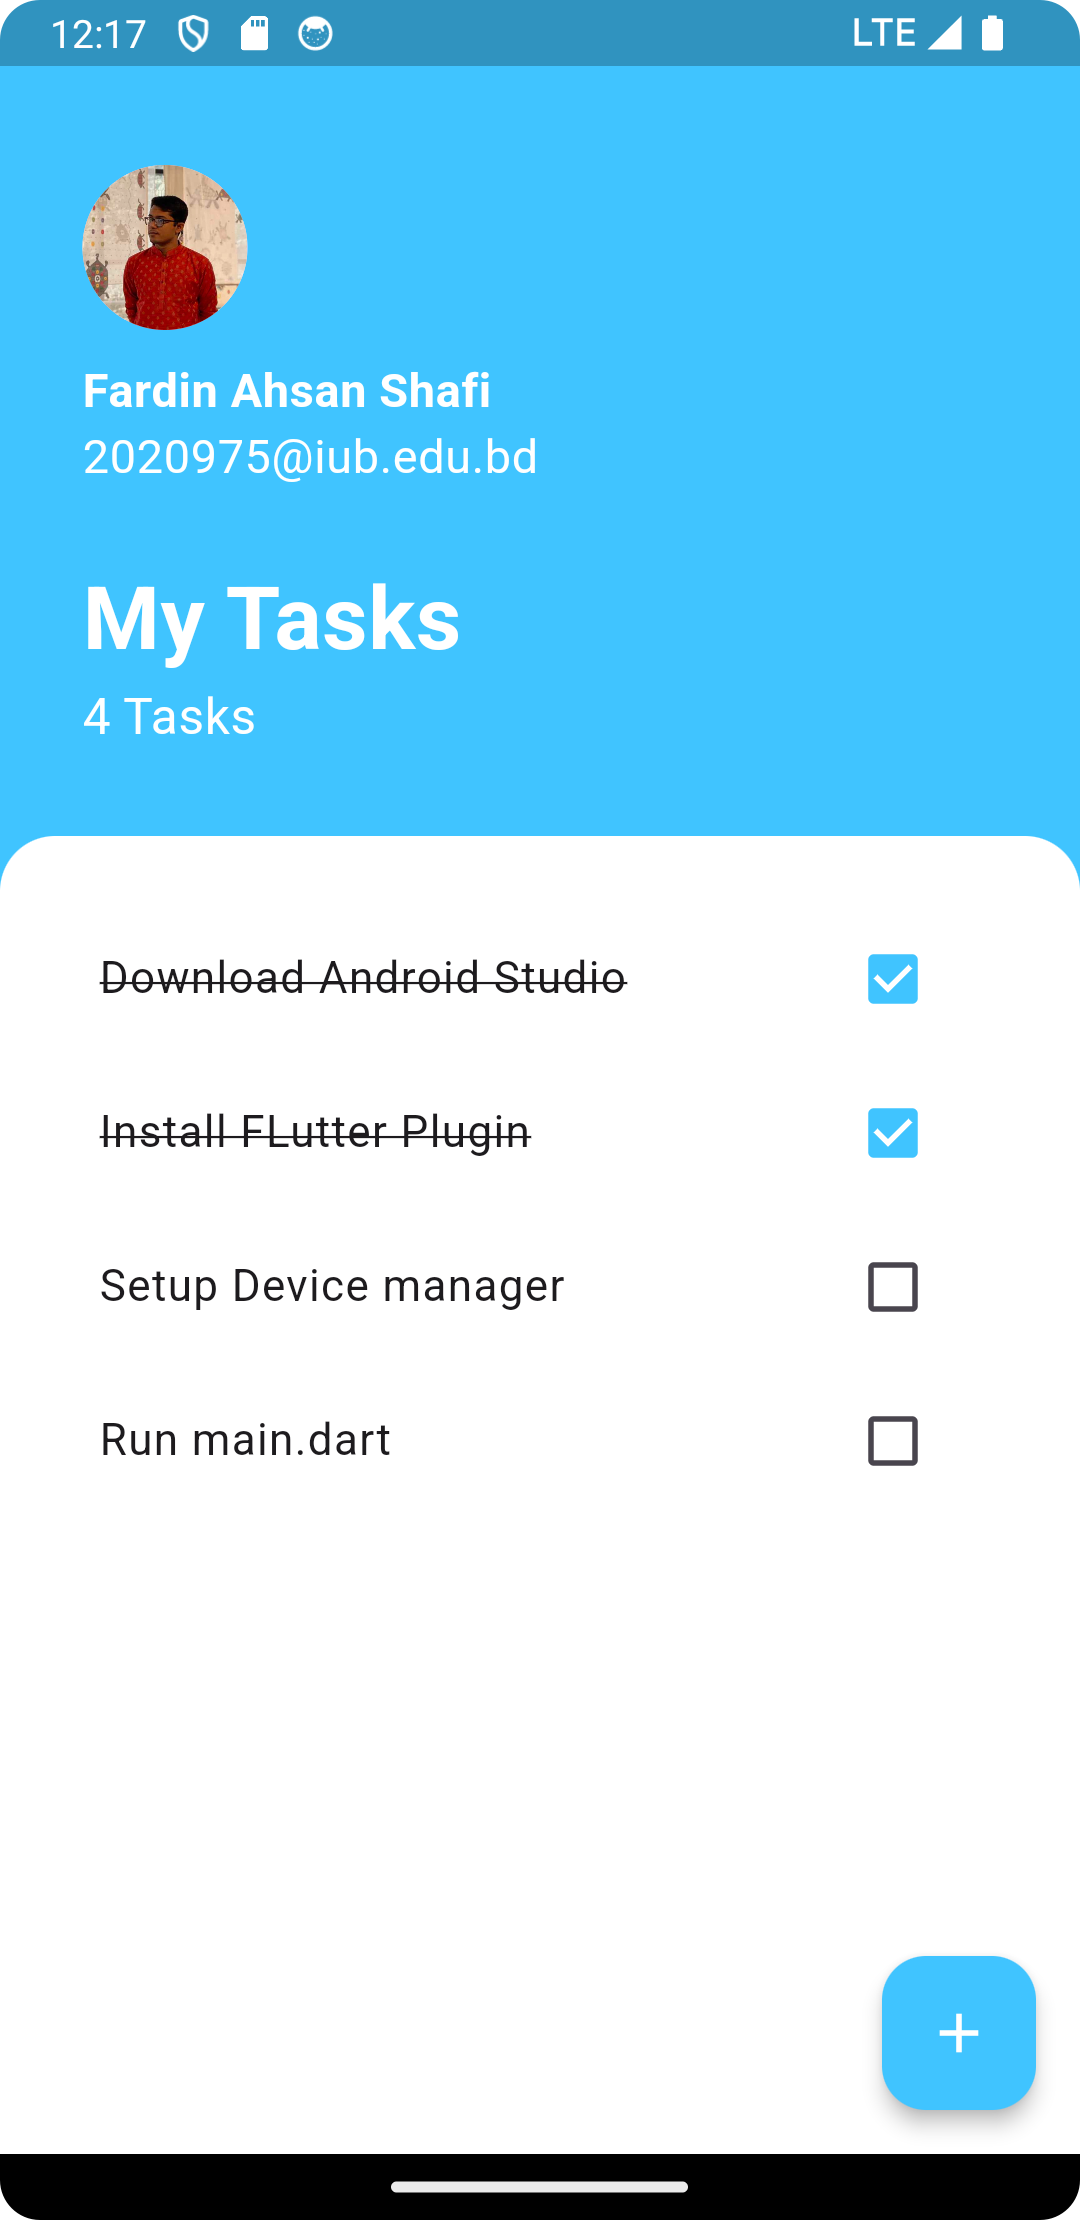 12:17 LTE
Fardin Ahsan Shafi
2020975@iub.edu.bd
My Tasks
4 Tasks
Download Android Studio
Install FLutter Plugin
Setup Device manager
Run main.dart